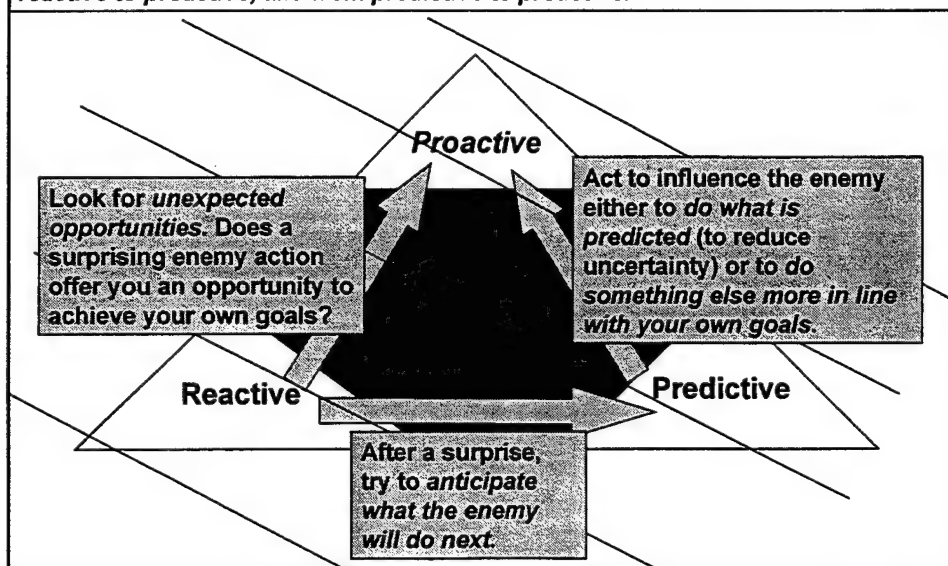 Proactive
Look for unexpected
opportunities. Does a
surprising enemy action
offer you an opportunity to
achieve your own goals?
Act to influence the enemy
either to do what is
predicted (to reduce
uncertainty) or to do
something else more in line
with your own goals.
Reactive
Predictive
After a surprise,
try to anticipate
what the enemy
will do next.